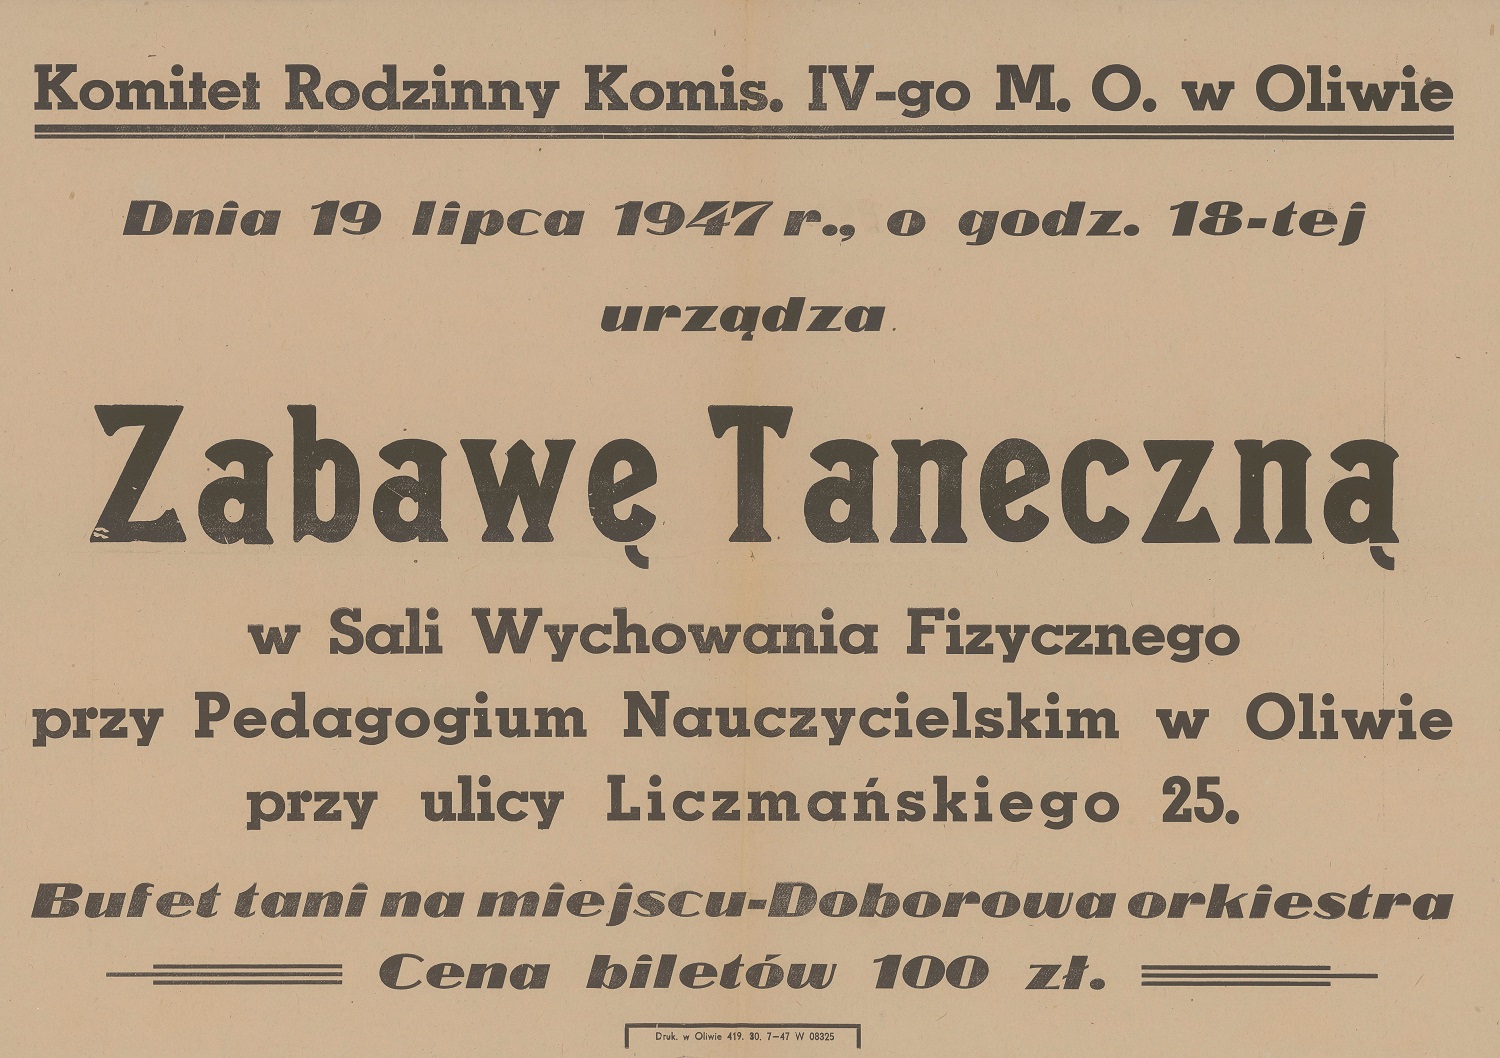 Komitet Rodzinny Komis. IV-go M. O. w Oliwie
Dnia 19 lipca 1947 r., o godz. 18-tej
urządza
Zabawę Taneczną
w Sali Wychowania Fizycznego
przy Pedagogium Nauczycielskim w Oliwie
przy ulicy Liczmańskiego 25.
Bufet tani na miejscu-Doborowa orkiestra
Cena biletów 100 zł.
Druk. w Oliwie 419. 30. 7–47 W 08325